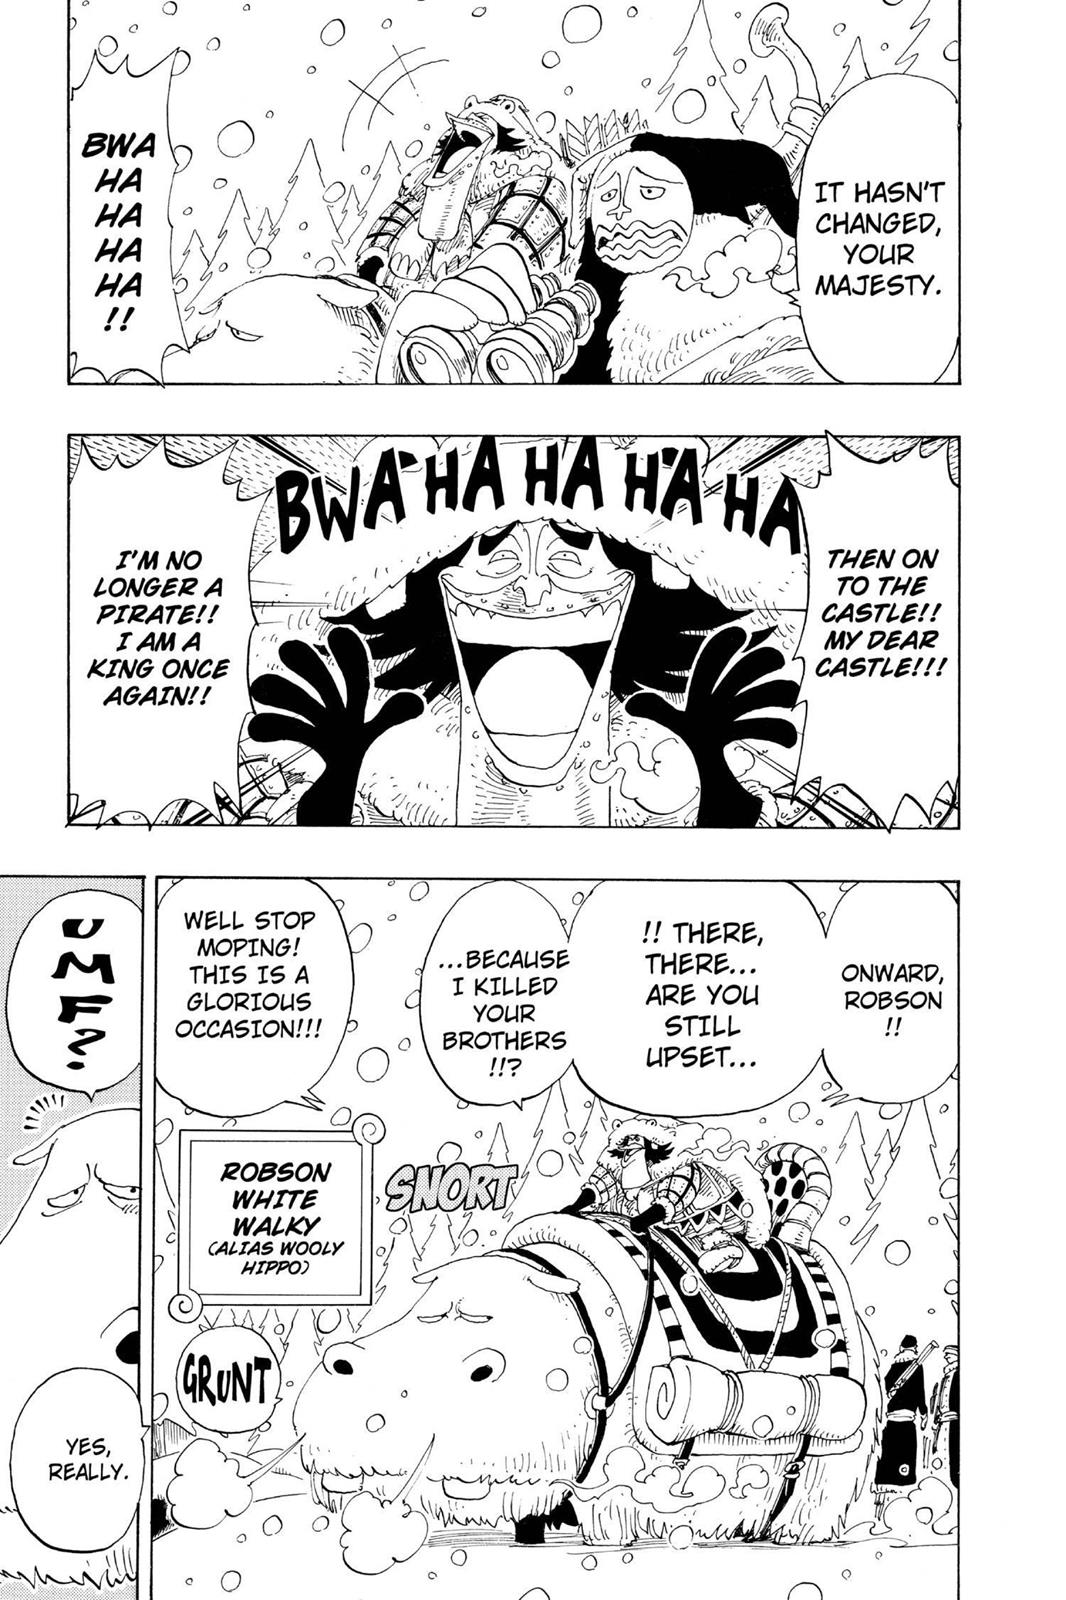 IT HASN'T
CHANGED,
YOUR
MAJESTY.
BWA
HA
HA
HA
HA
!!
BWA HA HA HA HA
THEN ON
TO THE
CASTLE!!
MY DEAR
CASTLE!!!
I'M NO
LONGER A
PIRATE!!
I AM A
KING ONCE
AGAIN!!
ONWARD,
ROBSON
!!
!! THERE,
THERE...
ARE YOU
STILL
UPSET...
...BECAUSE
I KILLED
YOUR
BROTHERS
!!?
WELL STOP
MOPING!
THIS IS A
GLORIOUS
OCCASION!!!
SNORT
ROBSON
WHITE
WALKY
(ALIAS WOOLY
HIPPO)
GRUNT
UMF?
YES,
REALLY.